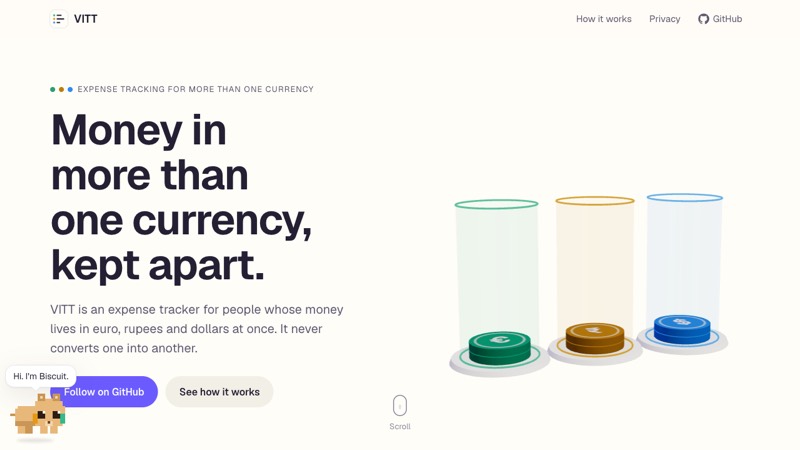 VITT
How it works
Privacy
GitHub
EXPENSE TRACKING FOR MORE THAN ONE CURRENCY
Money in
more than
one currency,
kept apart.
VITT is an expense tracker for people whose money
lives in euro, rupees and dollars at once. It never
converts one into another.
Hi. I'm Biscuit.
Follow on GitHub
See how it works
Scroll